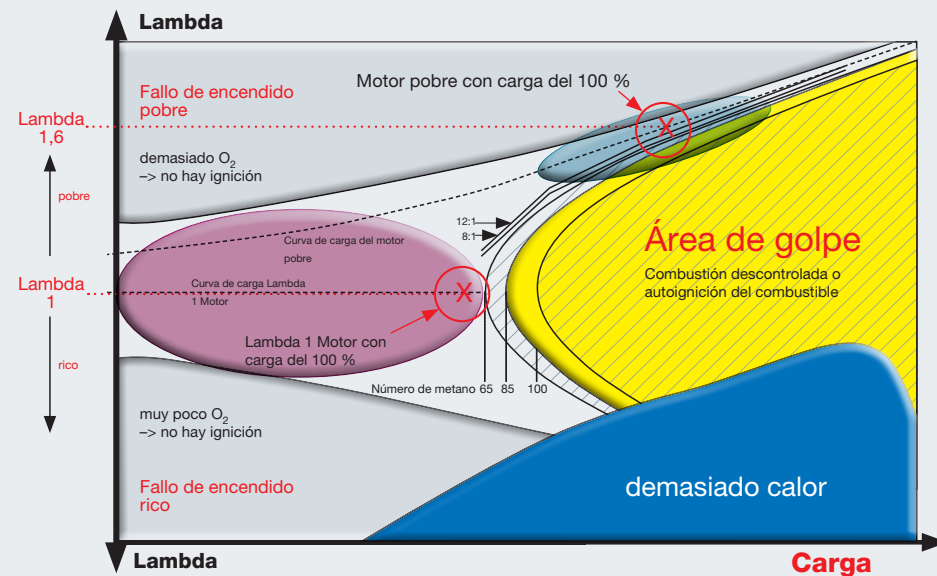 Lambda
Fallo de encendido
pobre
Motor pobre con carga del 100 %
X
Lambda
1,6
demasiado O₂
–> no hay ignición
pobre
12:1
8:1
Curva de carga del motor
pobre
Área de golpe
Combustión descontrolada o
autoignición del combustible
Lambda
1
Curva de carga Lambda
1 Motor
X
Lambda 1 Motor con
carga del 100 %
rico
Número de metano 65 85 100
muy poco O₂
–> no hay ignición
Fallo de encendido
rico
demasiado calor
Lambda
Carga